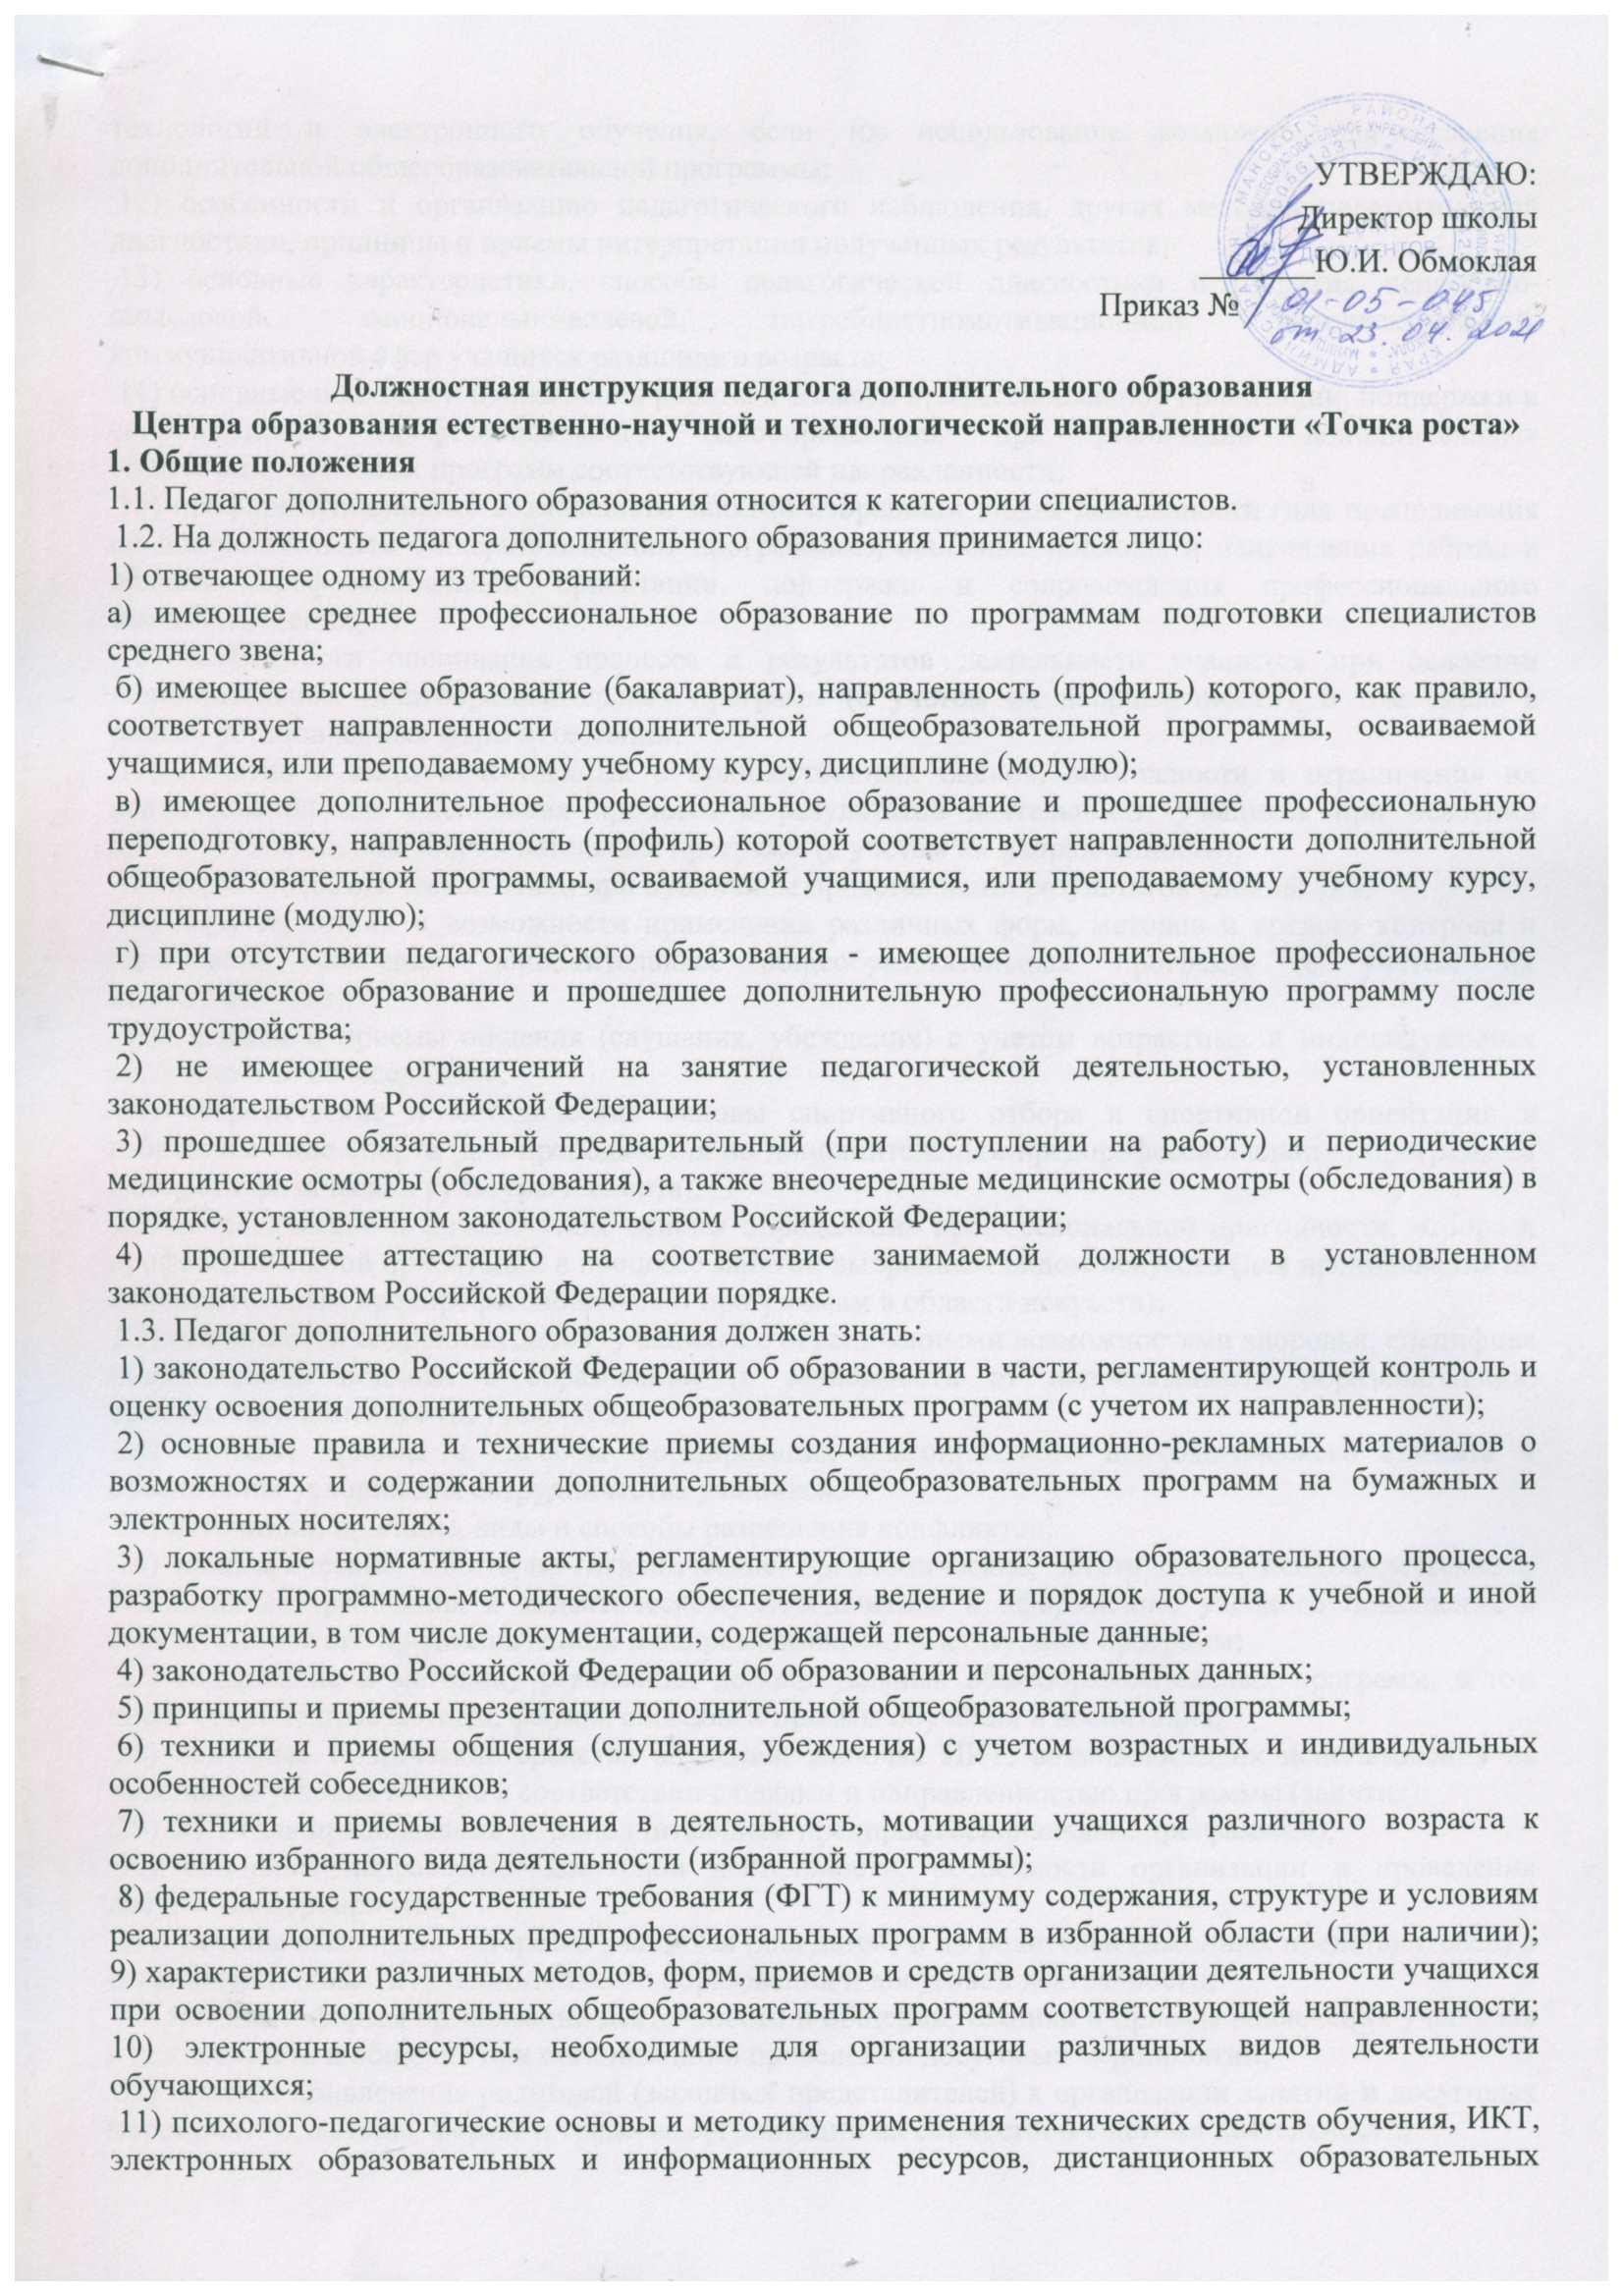 УТВЕРЖДАЮ:
Директор школы
Ю.И. Обмоклая
Приказ № 01-05-045
от 23.04.2021
ДОКУМЕНТОВ
Должностная инструкция педагога дополнительного образования
Центра образования естественно-научной и технологической направленности «Точка роста»
1. Общие положения
1.1. Педагог дополнительного образования относится к категории специалистов.
1.2. На должность педагога дополнительного образования принимается лицо:
1) отвечающее одному из требований:
а) имеющее среднее профессиональное образование по программам подготовки специалистов
среднего звена;
б) имеющее высшее образование (бакалавриат), направленность (профиль) которого, как правило,
соответствует направленности дополнительной общеобразовательной программы, осваиваемой
учащимися, или преподаваемому учебному курсу, дисциплине (модулю);
в) имеющее дополнительное профессиональное образование и прошедшее профессиональную
переподготовку, направленность (профиль) которой соответствует направленности дополнительной
общеобразовательной программы, осваиваемой учащимися, или преподаваемому учебному курсу,
дисциплине (модулю);
г) при отсутствии педагогического образования - имеющее дополнительное профессиональное
педагогическое образование и прошедшее дополнительную профессиональную программу после
трудоустройства;
2) не имеющее ограничений на занятие педагогической деятельностью, установленных
законодательством Российской Федерации;
3) прошедшее обязательный предварительный (при поступлении на работу) и периодические
медицинские осмотры (обследования), а также внеочередные медицинские осмотры (обследования) в
порядке, установленном законодательством Российской Федерации;
4) прошедшее аттестацию на соответствие занимаемой должности в установленном
законодательством Российской Федерации порядке.
1.3. Педагог дополнительного образования должен знать:
1) законодательство Российской Федерации об образовании в части, регламентирующей контроль и
оценку освоения дополнительных общеобразовательных программ (с учетом их направленности);
2) основные правила и технические приемы создания информационно-рекламных материалов о
возможностях и содержании дополнительных общеобразовательных программ на бумажных и
электронных носителях;
3) локальные нормативные акты, регламентирующие организацию образовательного процесса,
разработку программно-методического обеспечения, ведение и порядок доступа к учебной и иной
документации, в том числе документации, содержащей персональные данные;
4) законодательство Российской Федерации об образовании и персональных данных;
5) принципы и приемы презентации дополнительной общеобразовательной программы;
6) техники и приемы общения (слушания, убеждения) с учетом возрастных и индивидуальных
особенностей собеседников;
7) техники и приемы вовлечения в деятельность, мотивации учащихся различного возраста к
освоению избранного вида деятельности (избранной программы);
8) федеральные государственные требования (ФГТ) к минимуму содержания, структуре и условиям
реализации дополнительных предпрофессиональных программ в избранной области (при наличии);
9) характеристики различных методов, форм, приемов и средств организации деятельности учащихся
при освоении дополнительных общеобразовательных программ соответствующей направленности;
10) электронные ресурсы, необходимые для организации различных видов деятельности
обучающихся;
11) психолого-педагогические основы и методику применения технических средств обучения, ИКТ,
электронных образовательных и информационных ресурсов, дистанционных образовательных